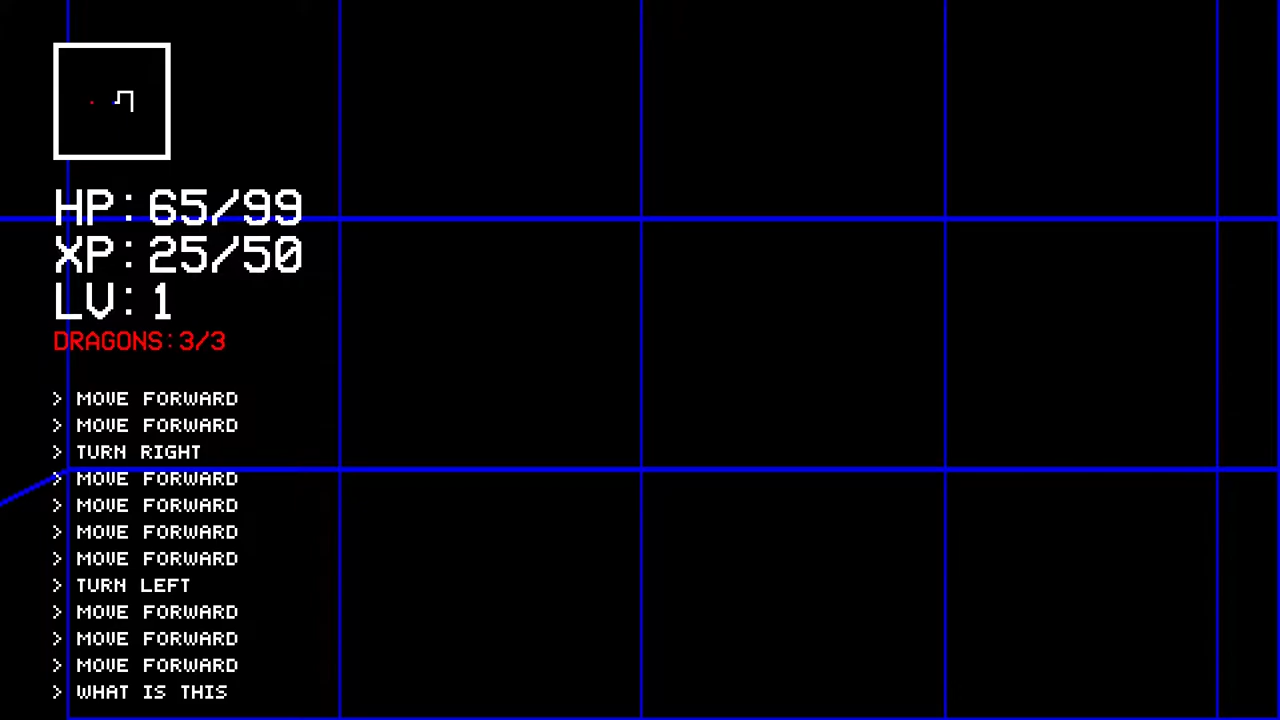 HP:65/99
XP:25/50
LV:1
DRAGONS:3/3
> MOVE FORWARD
> MOVE FORWARD
> TURN RIGHT
> MOVE FORWARD
> MOVE FORWARD
> MOVE FORWARD
> MOVE FORWARD
> TURN LEFT
> MOVE FORWARD
> MOVE FORWARD
> MOVE FORWARD
> WHAT IS THIS